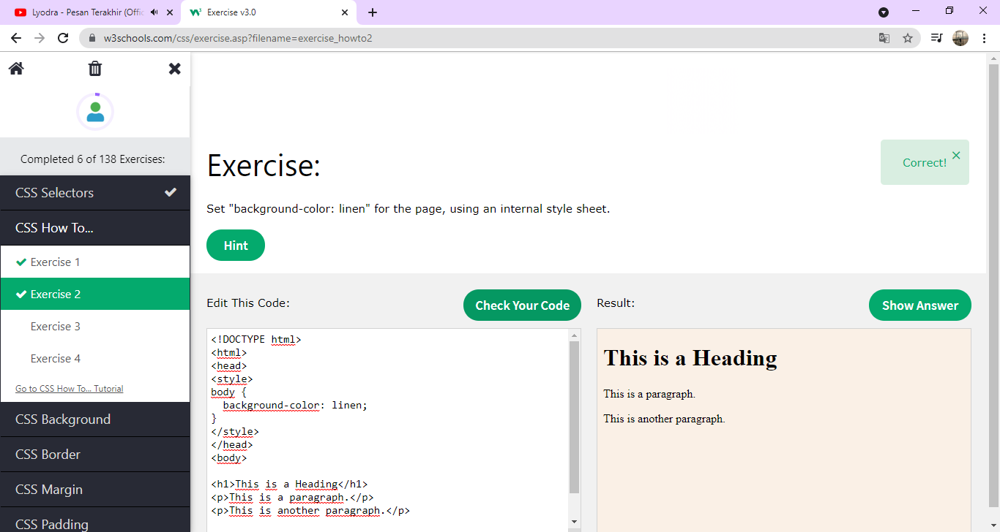 Lyodra - Pesan Terakhir (Offic
Exercise v3.0
w3schools.com/css/exercise.asp?filename=exercise_howto2
Completed 6 of 138 Exercises:
CSS Selectors
CSS How To...
Exercise 1
Exercise 2
Exercise 3
Exercise 4
Go to CSS How To... Tutorial
CSS Background
CSS Border
CSS Margin
CSS Padding
Exercise:
Correct!
Set "background-color: linen" for the page, using an internal style sheet.
Hint
Edit This Code:
Check Your Code
<!DOCTYPE html>
<html>
<head>
<style>
body {
  background-color: linen;
}
</style>
</head>
<body>
<h1>This is a Heading</h1>
<p>This is a paragraph.</p>
<p>This is another paragraph.</p>
Result:
Show Answer
This is a Heading
This is a paragraph.
This is another paragraph.